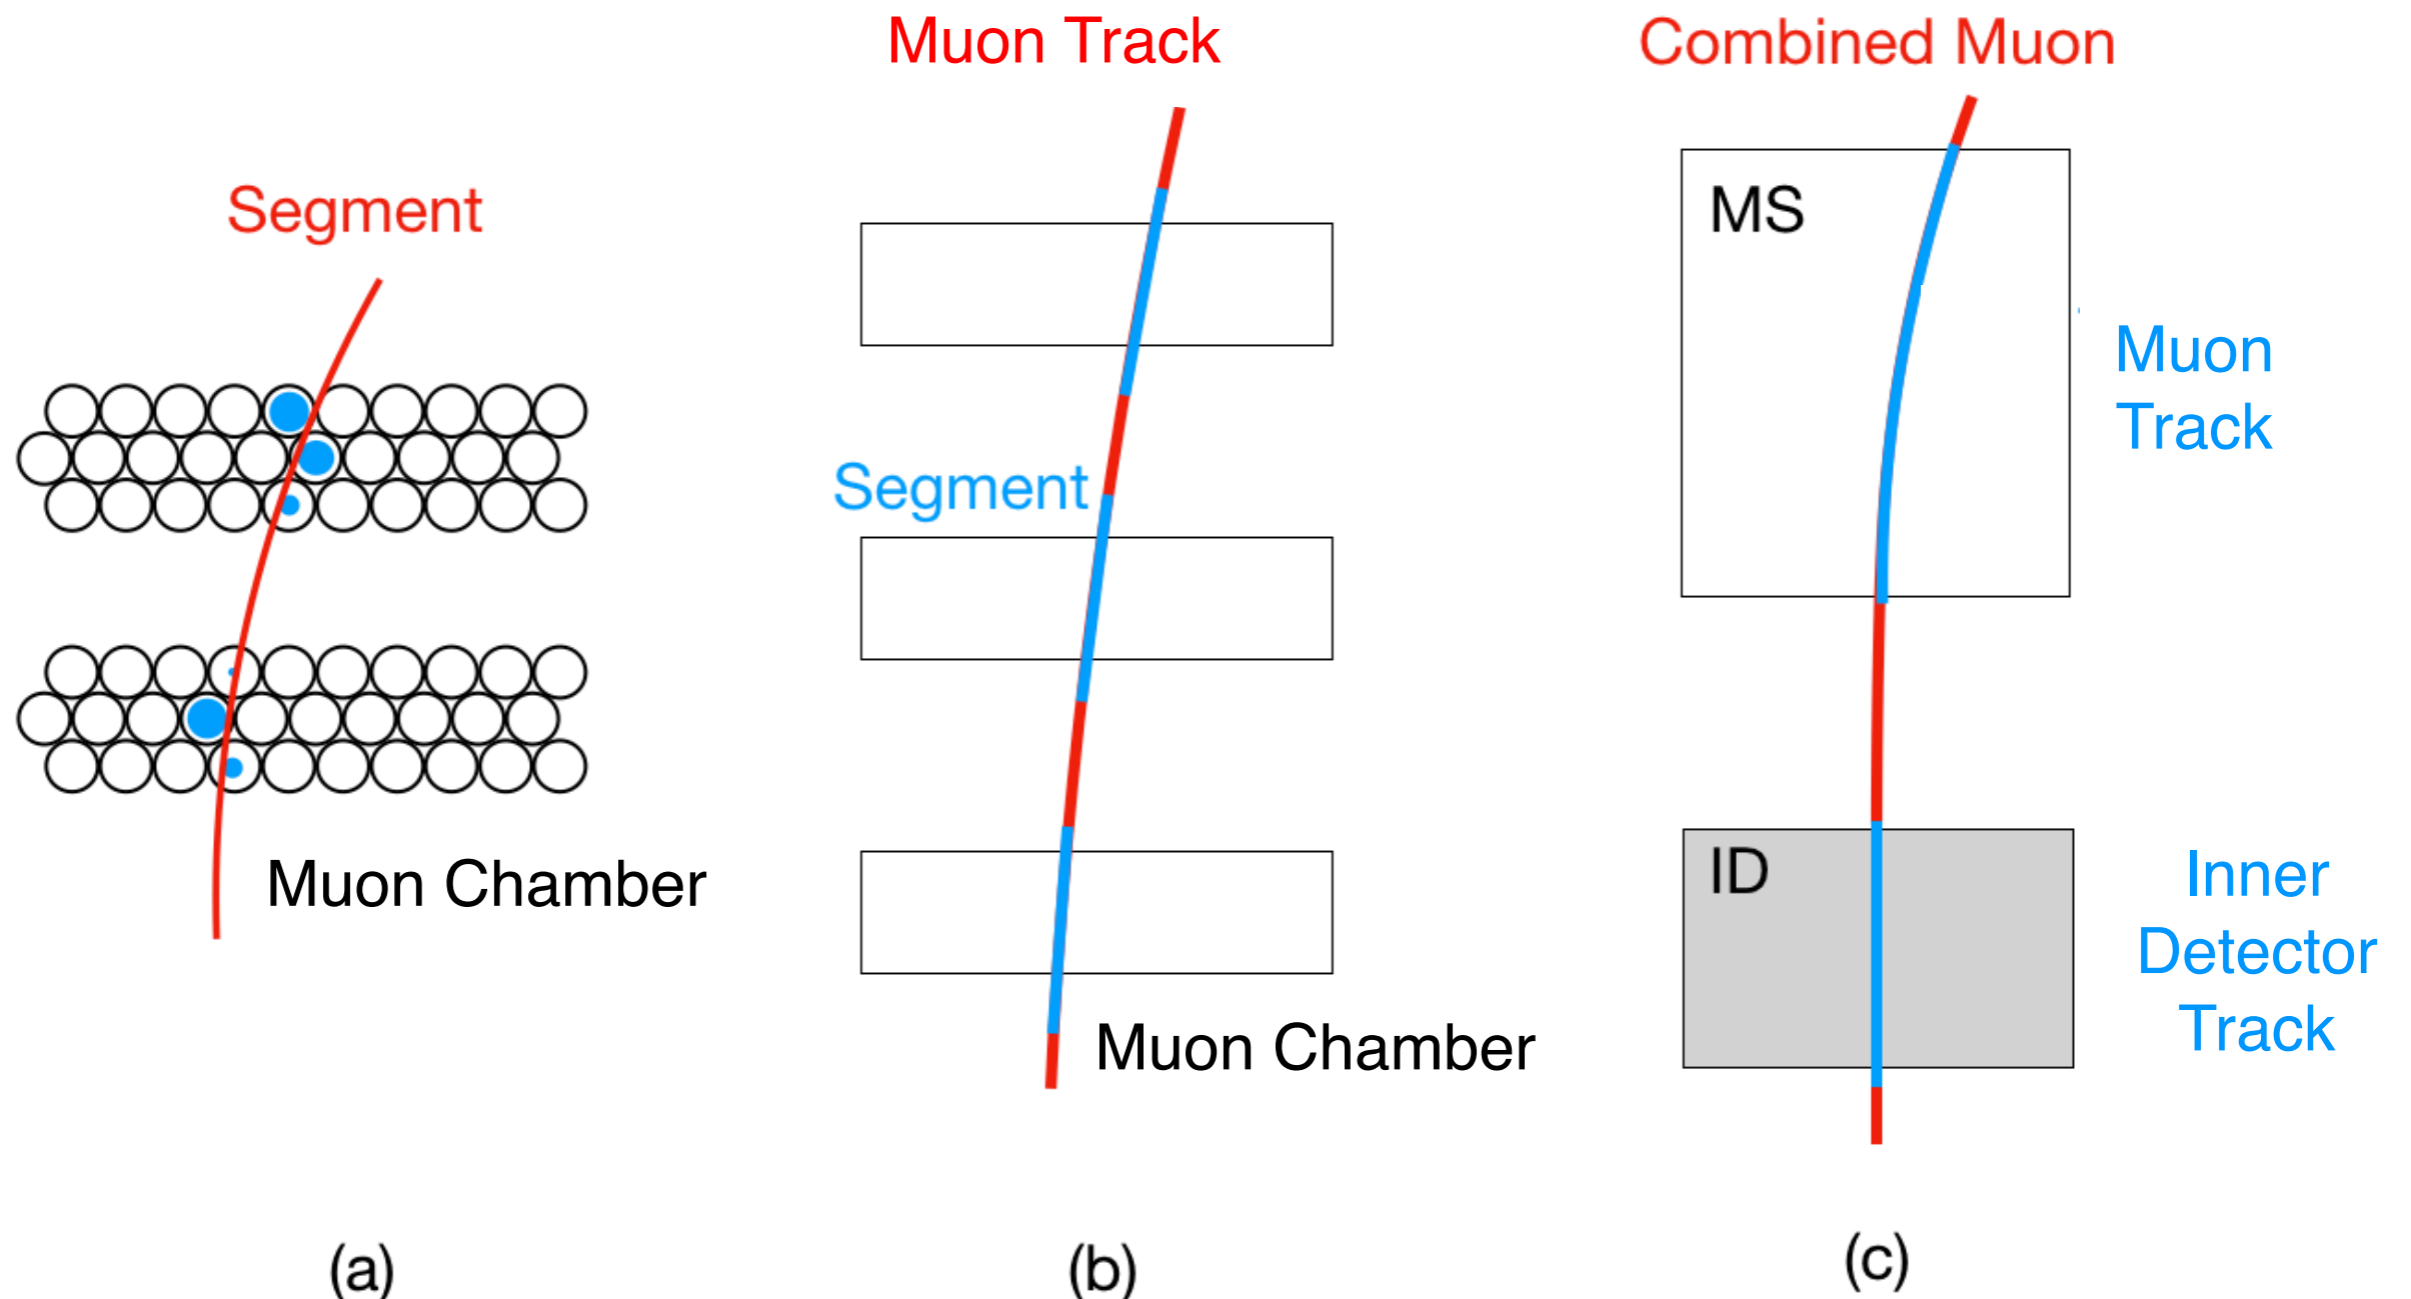 Segment
Muon Chamber
(a)
Muon Track
Segment
Muon Chamber
(b)
Combined Muon
MS
Muon
Track
ID
Inner
Detector
Track
(c)